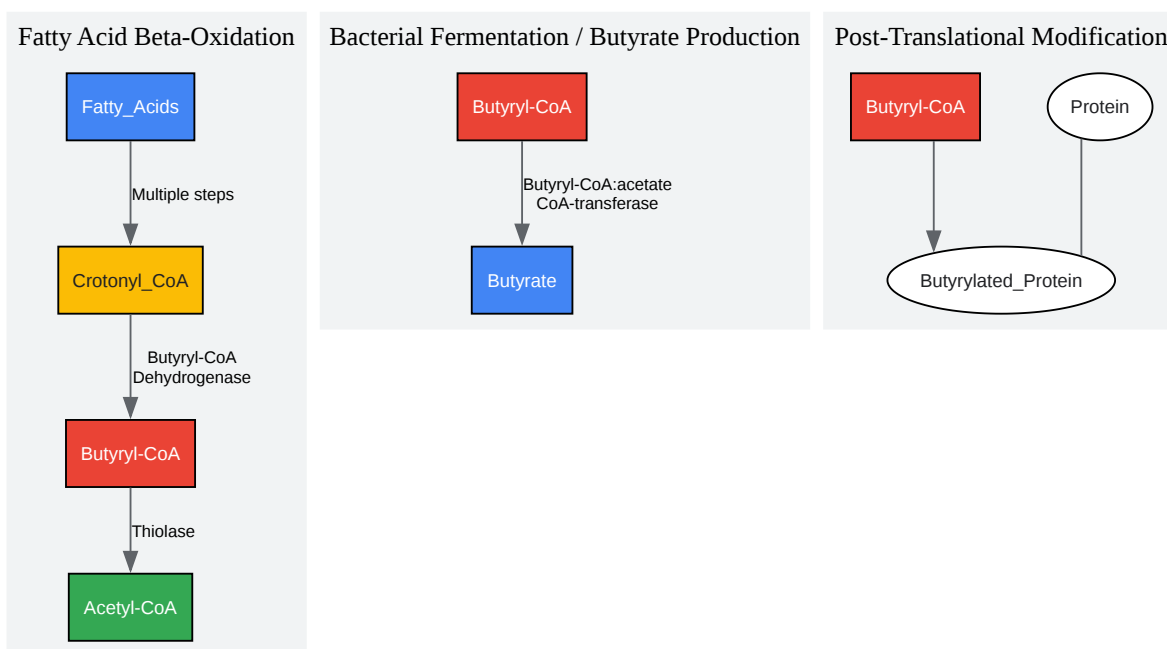 Fatty Acid Beta-Oxidation
Fatty_Acids
Multiple steps
Crotonyl_CoA
Butyryl-CoA
Dehydrogenase
Butyryl-CoA
Thiolase
Acetyl-CoA
Bacterial Fermentation / Butyrate Production
Butyryl-CoA
Butyryl-CoA:acetate
CoA-transferase
Butyrate
Post-Translational Modification
Butyryl-CoA
Protein
Butyrylated_Protein